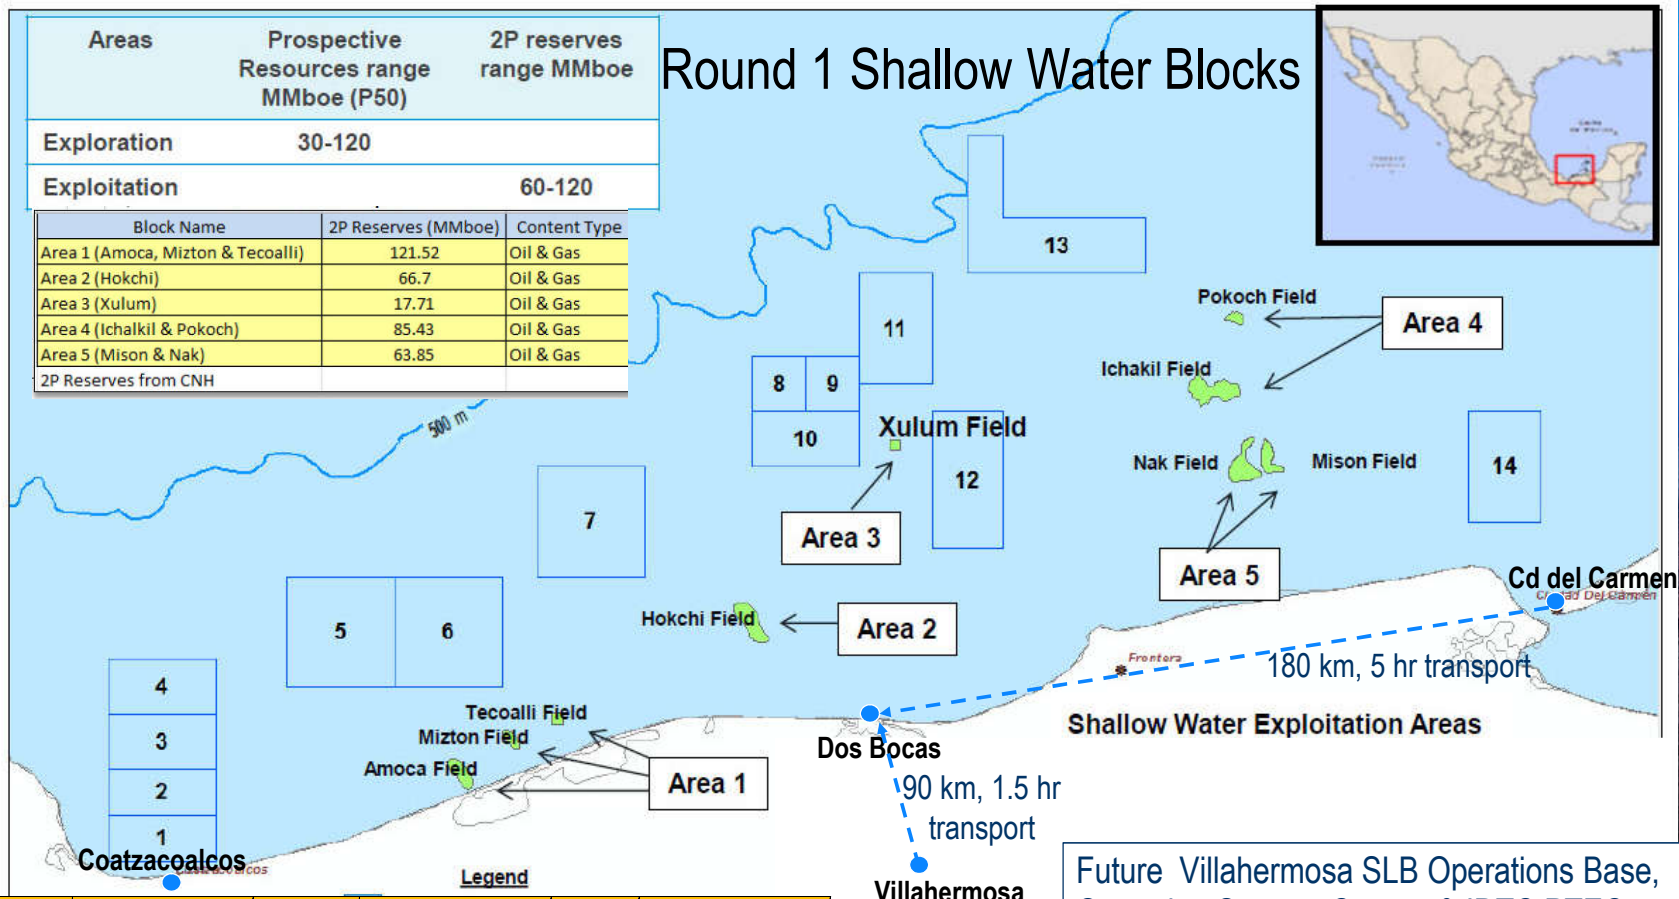 Round 1 Shallow Water Blocks
Areas Prospective Resources range MMboe (P50) 2P reserves range MMboe
Exploration 30-120
Exploitation 60-120
Block Name 2P Reserves (MMboe) Content Type
Area 1 (Amoca, Mizton & Tecoalli) 121.52 Oil & Gas
Area 2 (Hokchi) 66.7 Oil & Gas
Area 3 (Xulum) 17.71 Oil & Gas
Area 4 (Ichalkil & Pokoch) 85.43 Oil & Gas
Area 5 (Mison & Nak) 63.85 Oil & Gas
2P Reserves from CNH
500 m
13
Pokoch Field
Area 4
11
Ichakil Field
8
9
10
Xulum Field
12
Nak Field
Mison Field
14
7
Area 3
Area 5
Cd del Carmen
Ciudad Del Carmen
5
6
Hokchi Field
Area 2
Frontera
180 km, 5 hr transport
4
3
2
1
Tecoalli Field
Mizton Field
Amoca Field
Area 1
Dos Bocas
Shallow Water Exploitation Areas
90 km, 1.5 hr
transport
Coatzacoalcos
Legend
Villahermosa
Future Villahermosa SLB Operations Base,